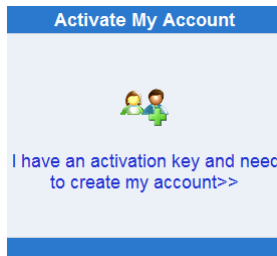 Activate My Account
I have an activation key and need
to create my account>>